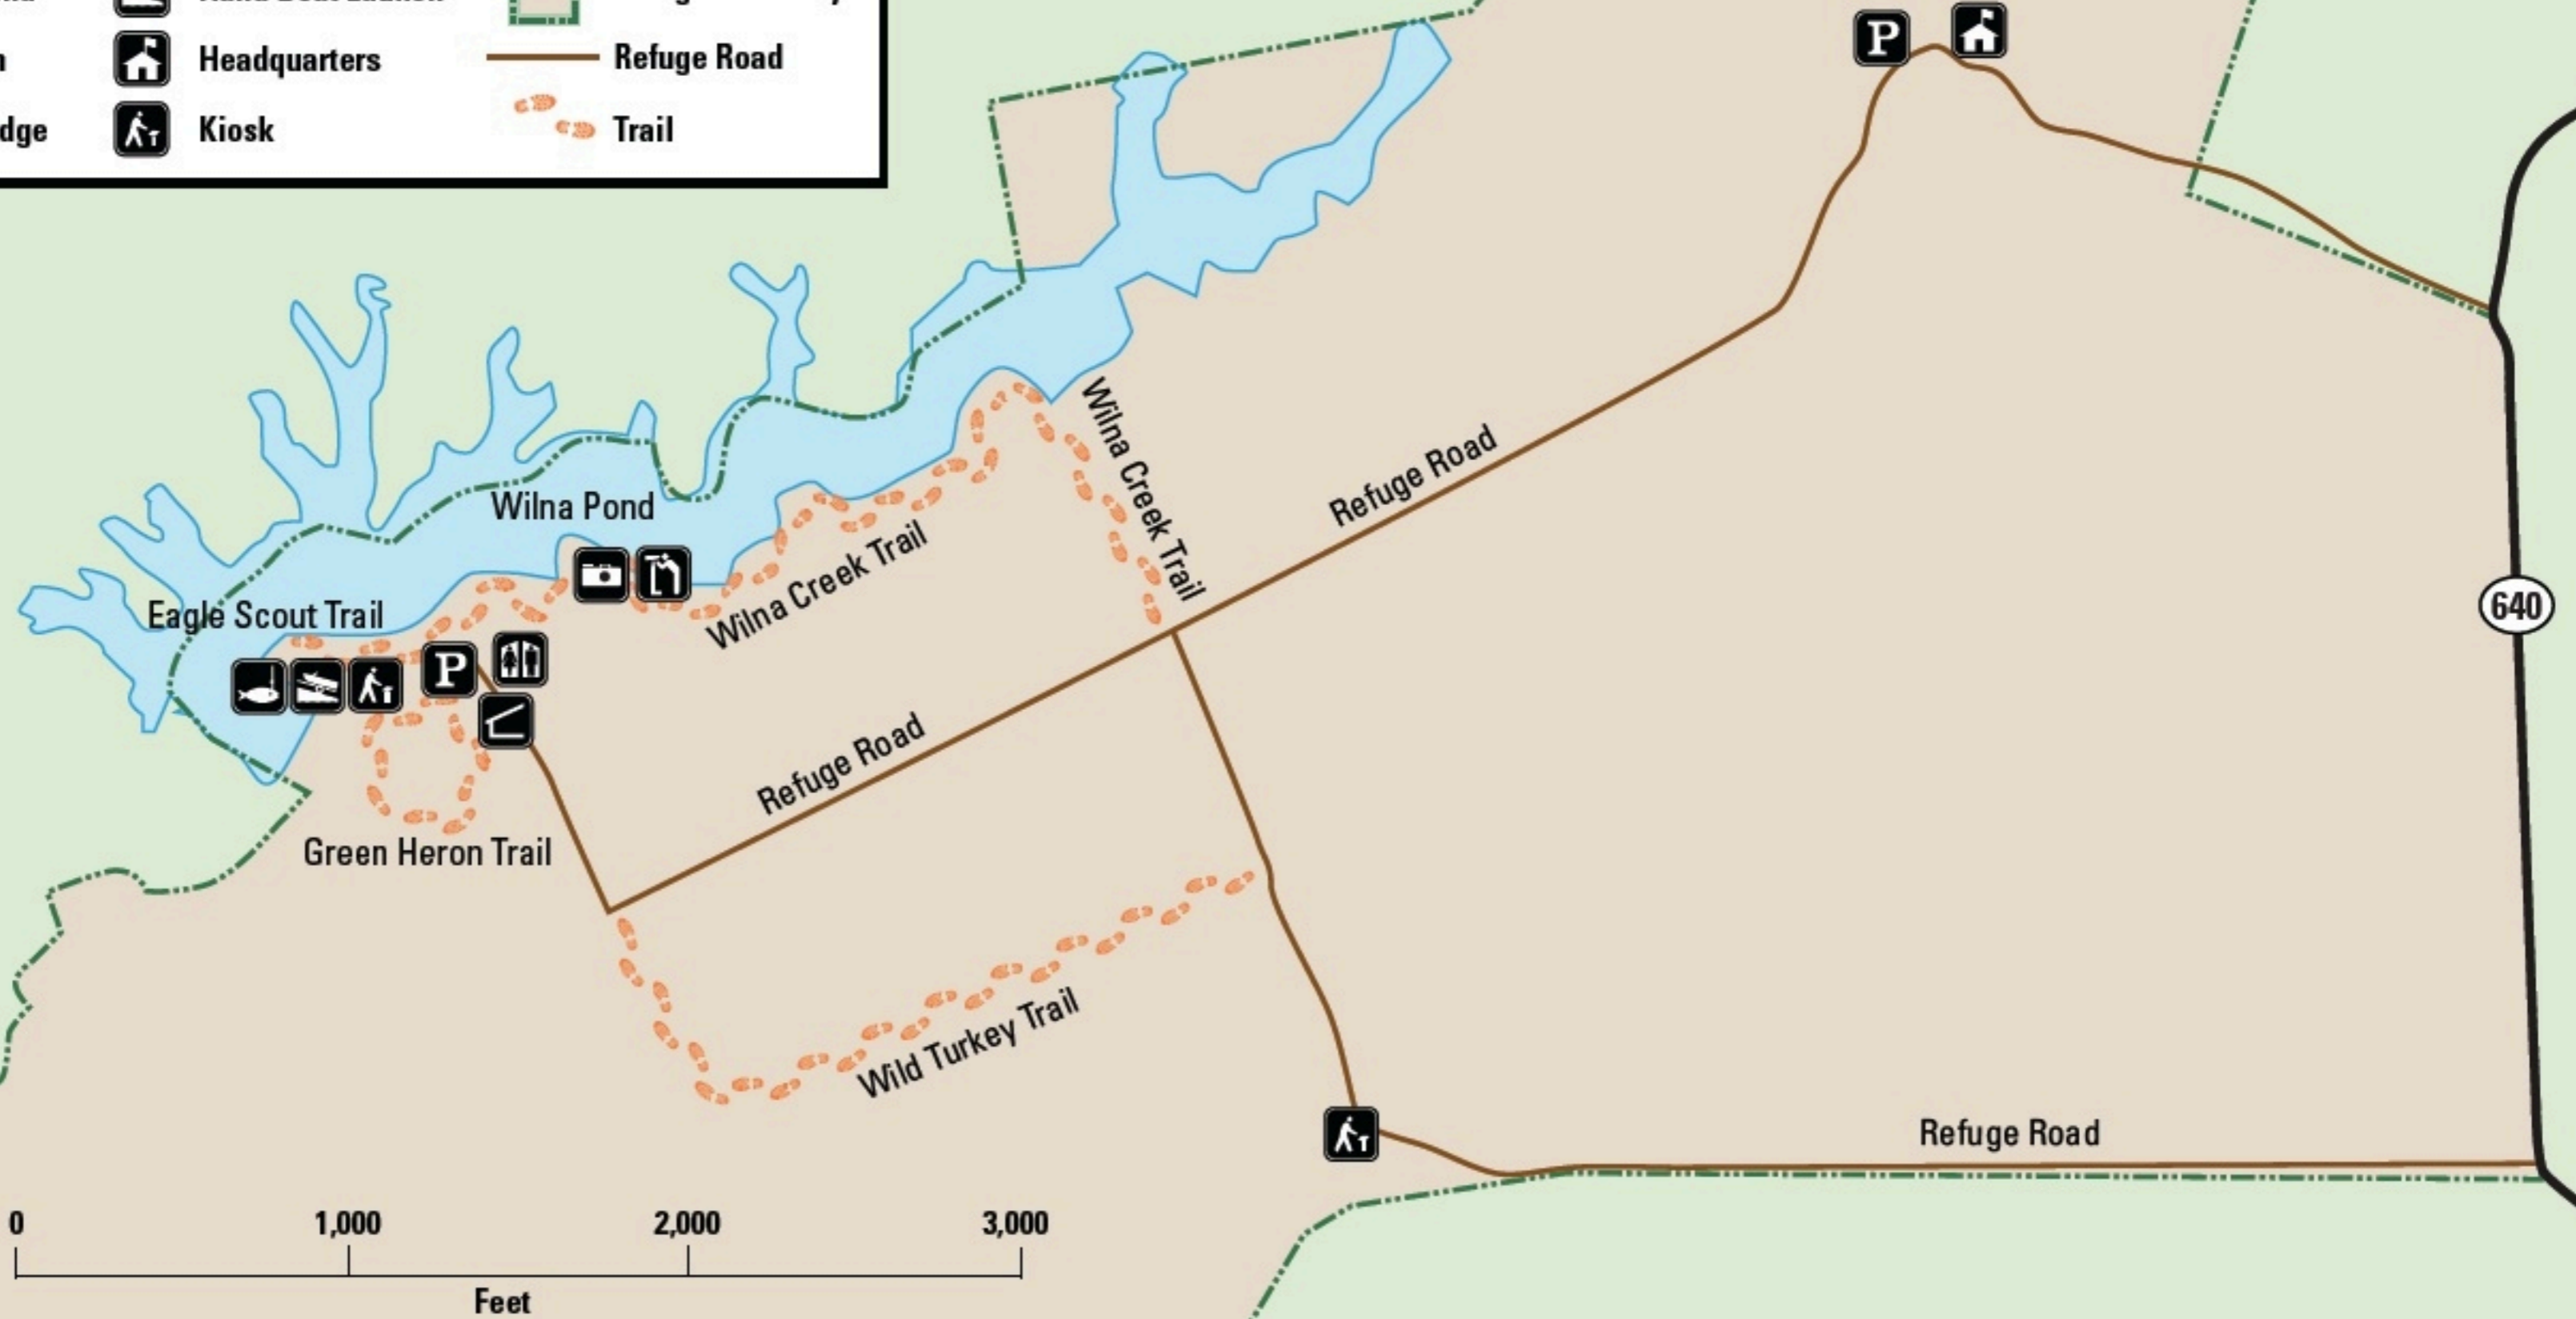 Headquarters
Refuge Road
dge
Kiosk
Trail
P
Wilna Creek Trail
Refuge Road
Wilna Pond
Wilna Creek Trail
Eagle Scout Trail
640
P
Refuge Road
Green Heron Trail
Wild Turkey Trail
Refuge Road
0 1,000 2,000 3,000
Feet